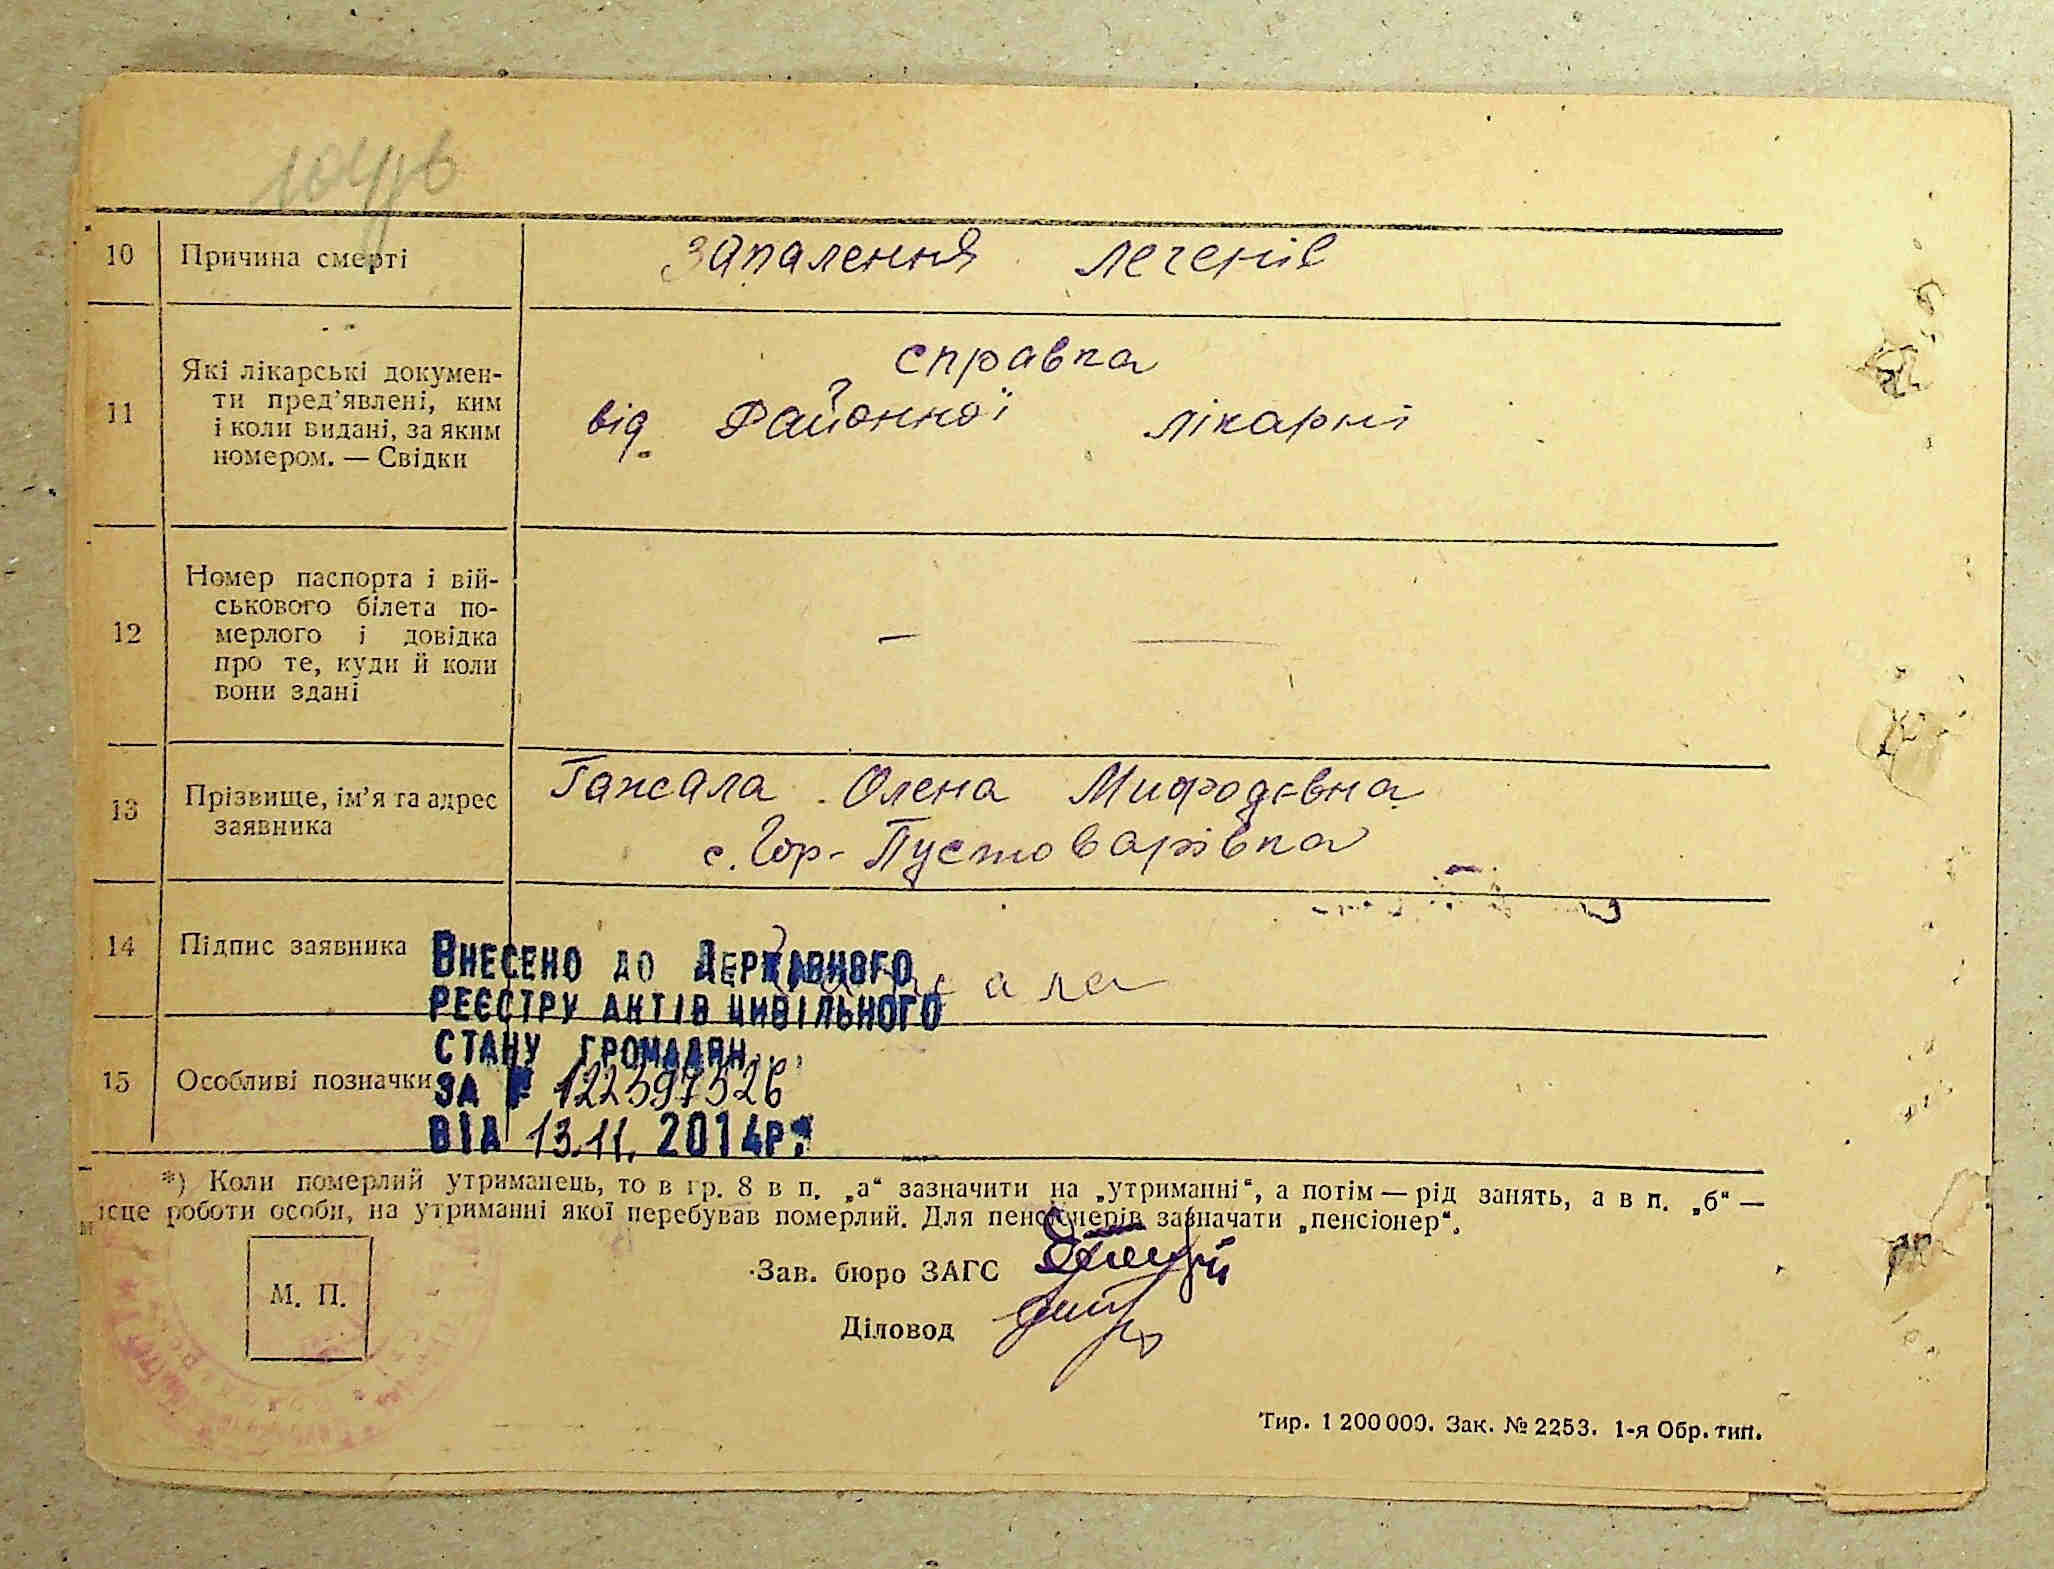 10 Причина смерті запалення легенів
справка
11 Які лікарські докумен-
ти пред'явлені, ким
і коли видані, за яким
номером. — Свідки
від Районної лікарні
12 Номер паспорта і вій-
ськового білета по-
мерлого і довідка
про те, куди й коли
вони здані
— —
13 Прізвище, ім'я та адрес
заявника
Гажсала Олена Мифодєвна
с. Гор-Пустоварівка
14 Підпис заявника
ВНЕСЕНО ДО ДЕРЖАВНОГО
РЕЄСТРУ АКТІВ ЦИВІЛЬНОГО
СТАНУ ГРОМАДЯН
15 Особливі позначки
ЗА № 122397326
ВІД 13.11. 2014р.
*) Коли померлий утриманець, то в гр. 8 в п. „а“ зазначити на „утриманні“, а потім — рід занять, а в п. „б“ —
місце роботи особи, на утриманні якої перебував померлий. Для пенсіонерів зазначати „пенсіонер“.
Зав. бюро ЗАГС
М. П.
Діловод
Тир. 1 200 000. Зак. № 2253. 1-я Обр. тип.